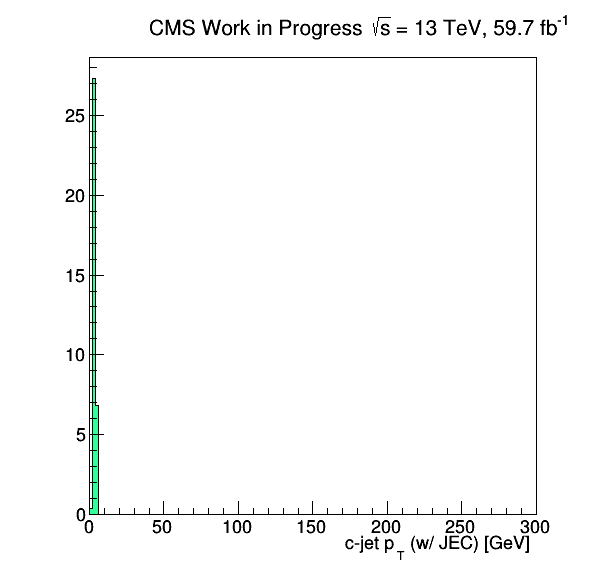 CMS Work in Progress √s = 13 TeV, 59.7 fb⁻¹
25
20
15
10
5
0
0 50 100 150 200 250 300
c-jet p_T (w/ JEC) [GeV]